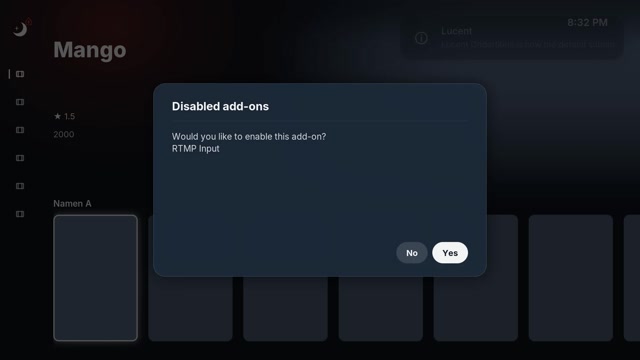 8:32 PM
Lucent
Mango
Disabled add-ons
Would you like to enable this add-on?
RTMP Input
★ 1.5
2000
Namen A
No
Yes